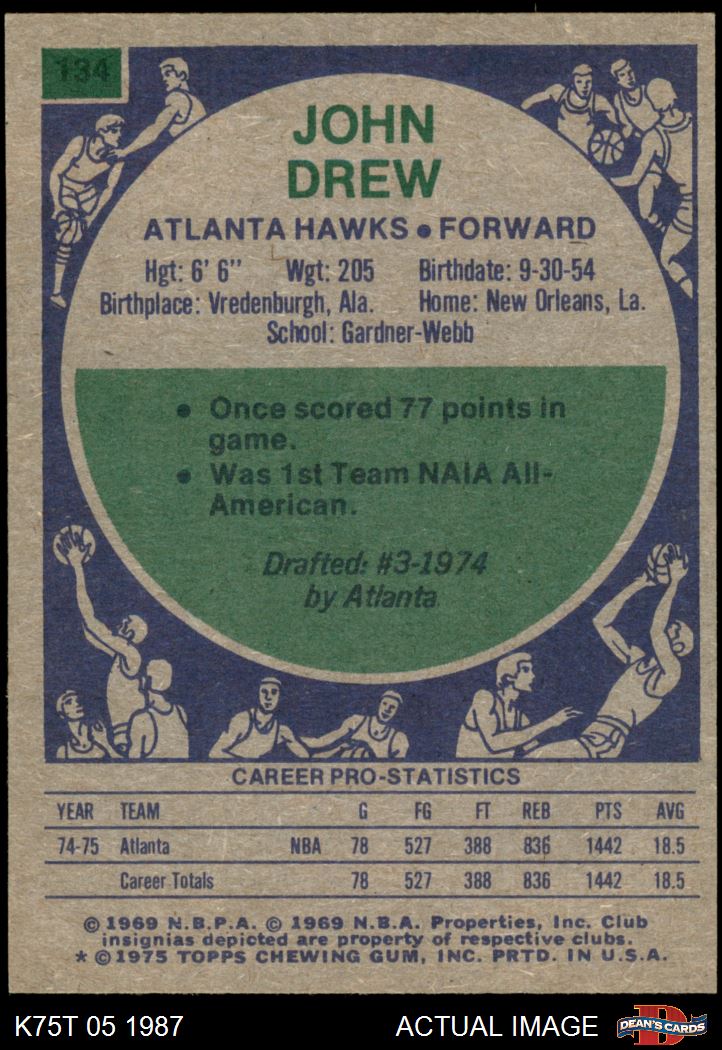 134
JOHN
DREW
ATLANTA HAWKS • FORWARD
Hgt: 6' 6" Wgt: 205 Birthdate: 9-30-54
Birthplace: Vredenburgh, Ala. Home: New Orleans, La.
School: Gardner-Webb
• Once scored 77 points in
game.
• Was 1st Team NAIA All-
American.
Drafted: #3-1974
by Atlanta
CAREER PRO-STATISTICS
YEAR TEAM G FG FT REB PTS AVG
74-75 Atlanta NBA 78 527 388 836 1442 18.5
Career Totals 78 527 388 836 1442 18.5
© 1969 N.B.P.A. © 1969 N.B.A. Properties, Inc. Club
insignias depicted are property of respective clubs.
* © 1975 TOPPS CHEWING GUM, INC. PRTD. IN U.S.A.
K75T 05 1987 ACTUAL IMAGE
D
DEAN'S CARDS